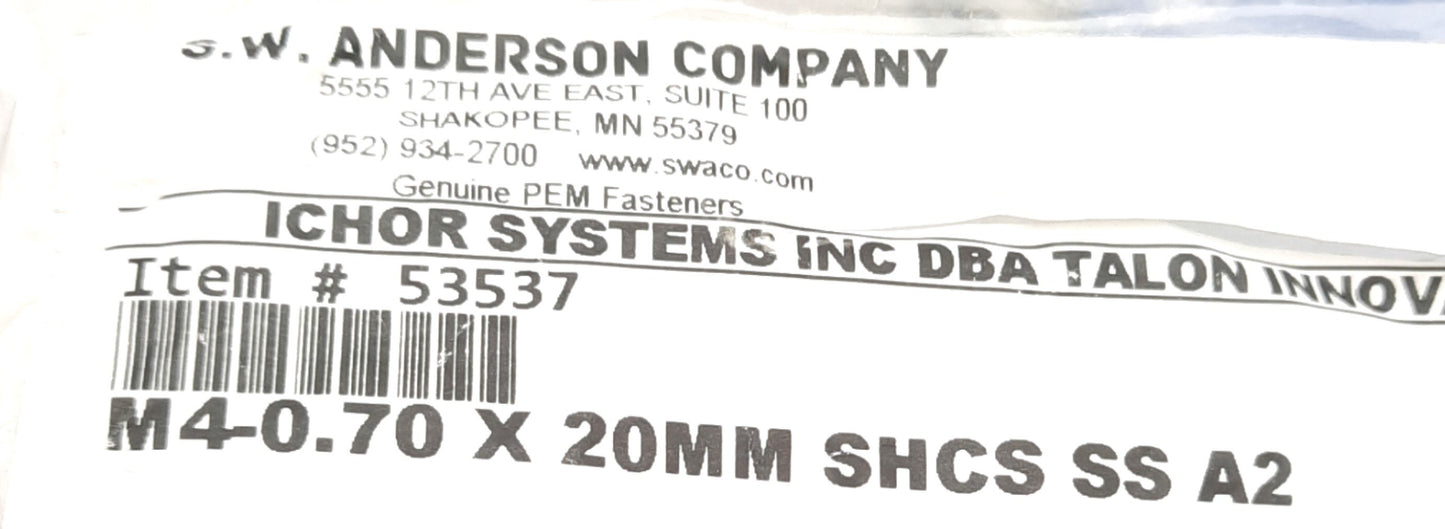 S.W. ANDERSON COMPANY
5555 12TH AVE EAST, SUITE 100
SHAKOPEE, MN 55379
(952) 934-2700 www.swaco.com
Genuine PEM Fasteners
ICHOR SYSTEMS INC DBA TALON INNOVA
Item # 53537
M4-0.70 X 20MM SHCS SS A2